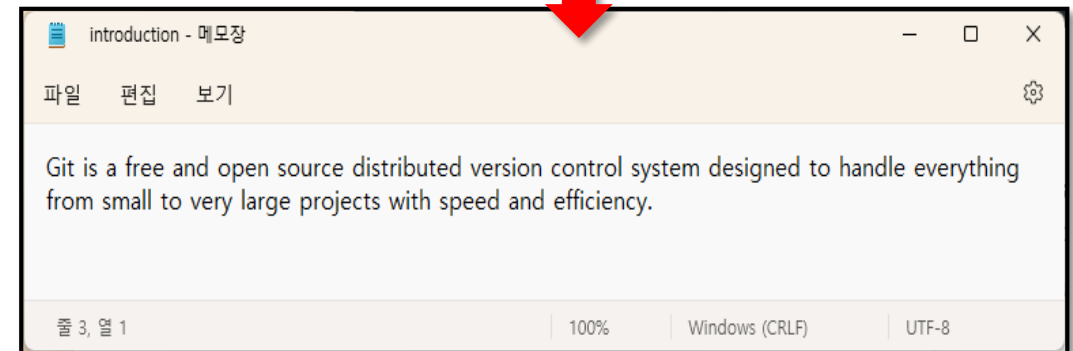 introduction - 메모장
파일 편집 보기
Git is a free and open source distributed version control system designed to handle everything
from small to very large projects with speed and efficiency.
줄 3, 열 1 100% Windows (CRLF) UTF-8